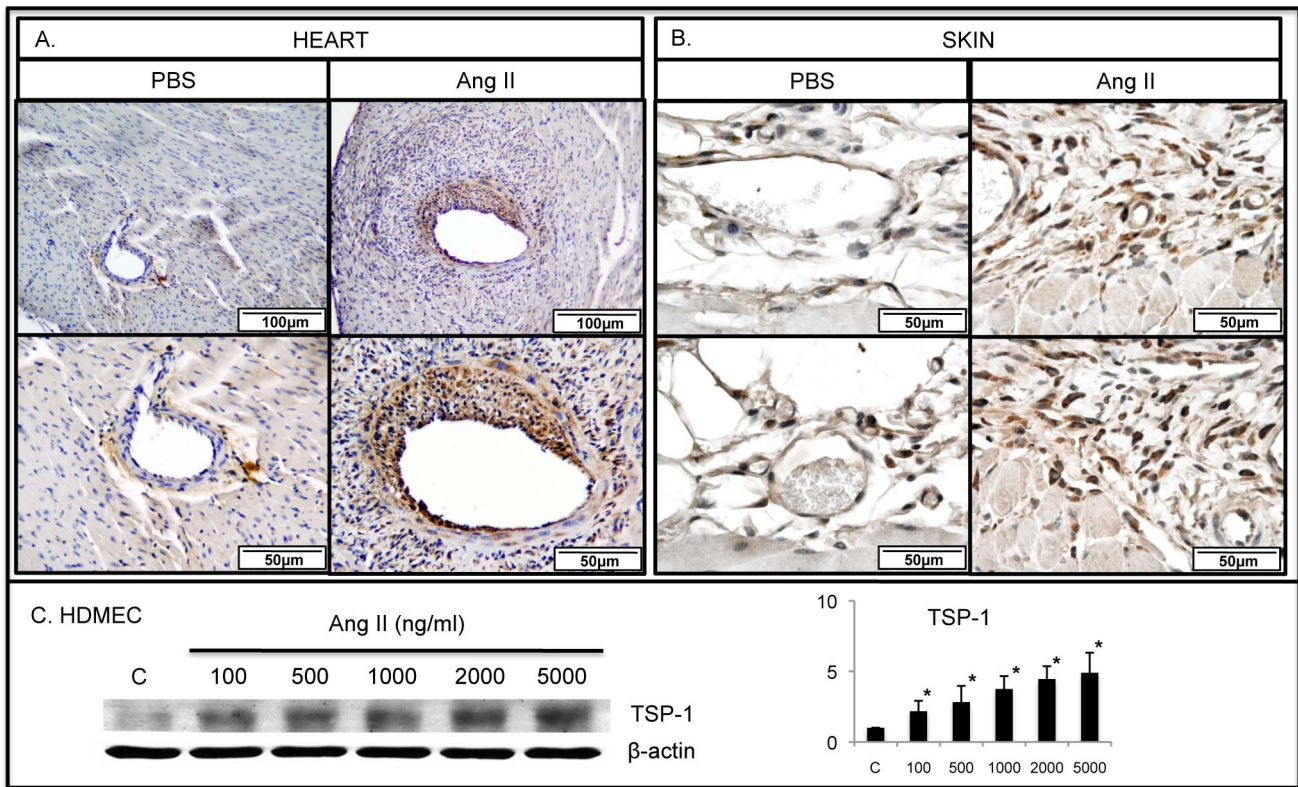 A. HEART
PBS Ang II
100µm 100µm
50µm 50µm
B. SKIN
PBS Ang II
50µm 50µm
50µm 50µm
C. HDMEC
Ang II (ng/ml)
C 100 500 1000 2000 5000
TSP-1
β-actin
TSP-1
10
5
0
* * * * *
C 100 500 1000 2000 5000